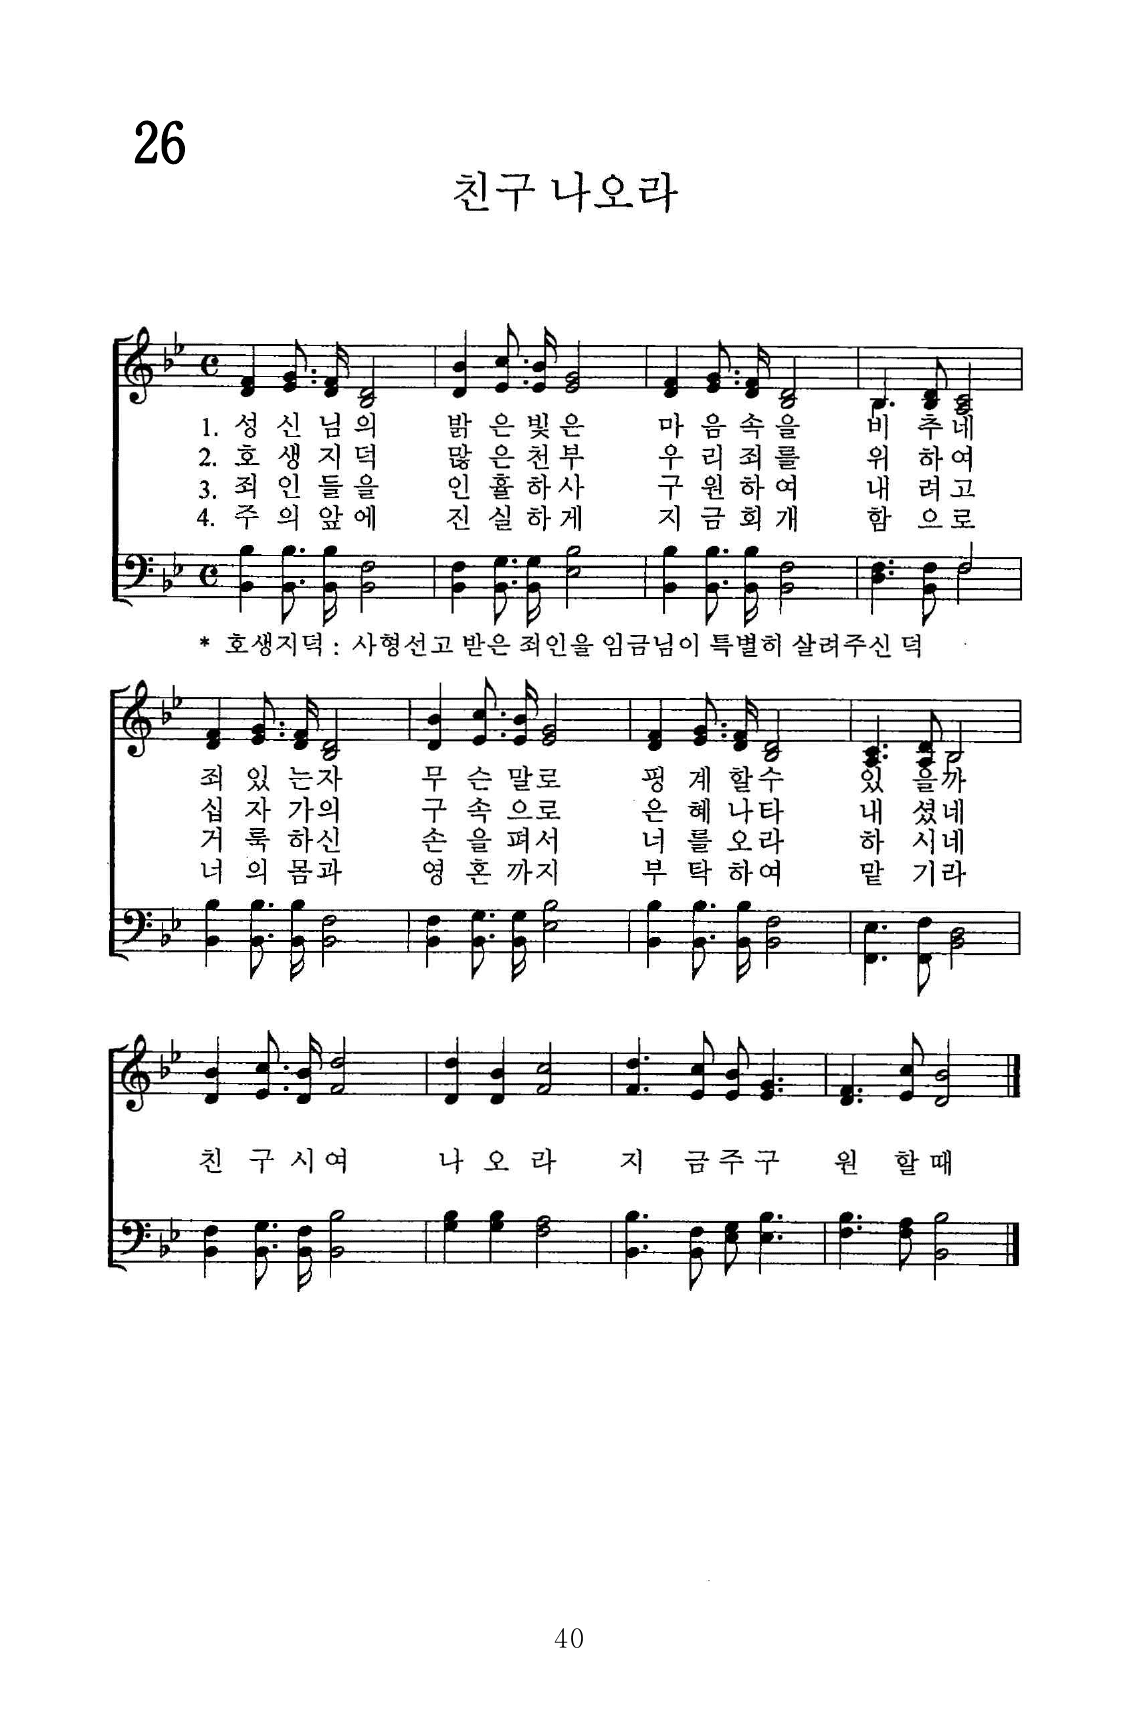 26
친구 나오라
1. 성 신 님 의 밝 은 빛 은 마 음 속 을 비 추 네
2. 호 생 지 덕 많 은 천 부 우 리 죄 를 위 하 여
3. 죄 인 들 을 인 휼 하 사 구 원 하 여 내 려 고
4. 주 의 앞 에 진 실 하 게 지 금 회 개 함 으 로
* 호생지덕 : 사형선고 받은 죄인을 임금님이 특별히 살려주신 덕
죄 있 는 자 무 슨 말 로 핑 계 할 수 있 을 까
십 자 가 의 구 속 으 로 은 혜 나 타 내 셨 네
거 룩 하 신 손 을 펴 서 너 를 오 라 하 시 네
너 의 몸 과 영 혼 까 지 부 탁 하 여 맡 기 라
친 구 시 여 나 오 라 지 금 주 구 원 할 때
40